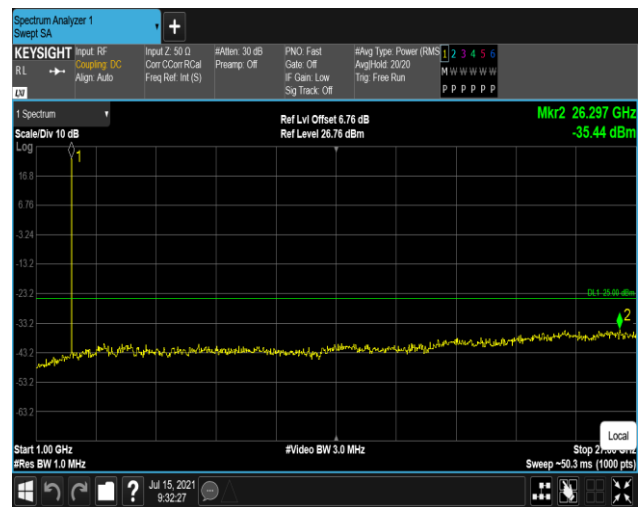 Spectrum Analyzer 1
Swept SA
+
KEYSIGHT Input: RF Input Z: 50 Ω #Atten: 30 dB PNO: Fast #Avg Type: Power (RMS 1 2 3 4 5 6
RL Coupling: DC Corr CCorr RCal Preamp: Off Gate: Off Avg|Hold: 20/20 M W W W W W
Align: Auto Freq Ref: Int (S) IF Gain: Low Trig: Free Run
LXI Sig Track: Off P P P P P P
1 Spectrum Ref Lvl Offset 6.76 dB Mkr2 26.297 GHz
Scale/Div 10 dB Ref Level 26.76 dBm -35.44 dBm
Log
1
16.8
6.76
-3.24
-13.2
-23.2 DL1 -25.00 dBm
2
-33.2
-43.2
-53.2
-63.2
Local
Start 1.00 GHz #Video BW 3.0 MHz Stop
#Res BW 1.0 MHz Sweep ~50.3 ms (1000 pts)
? Jul 15, 2021
9:32:27